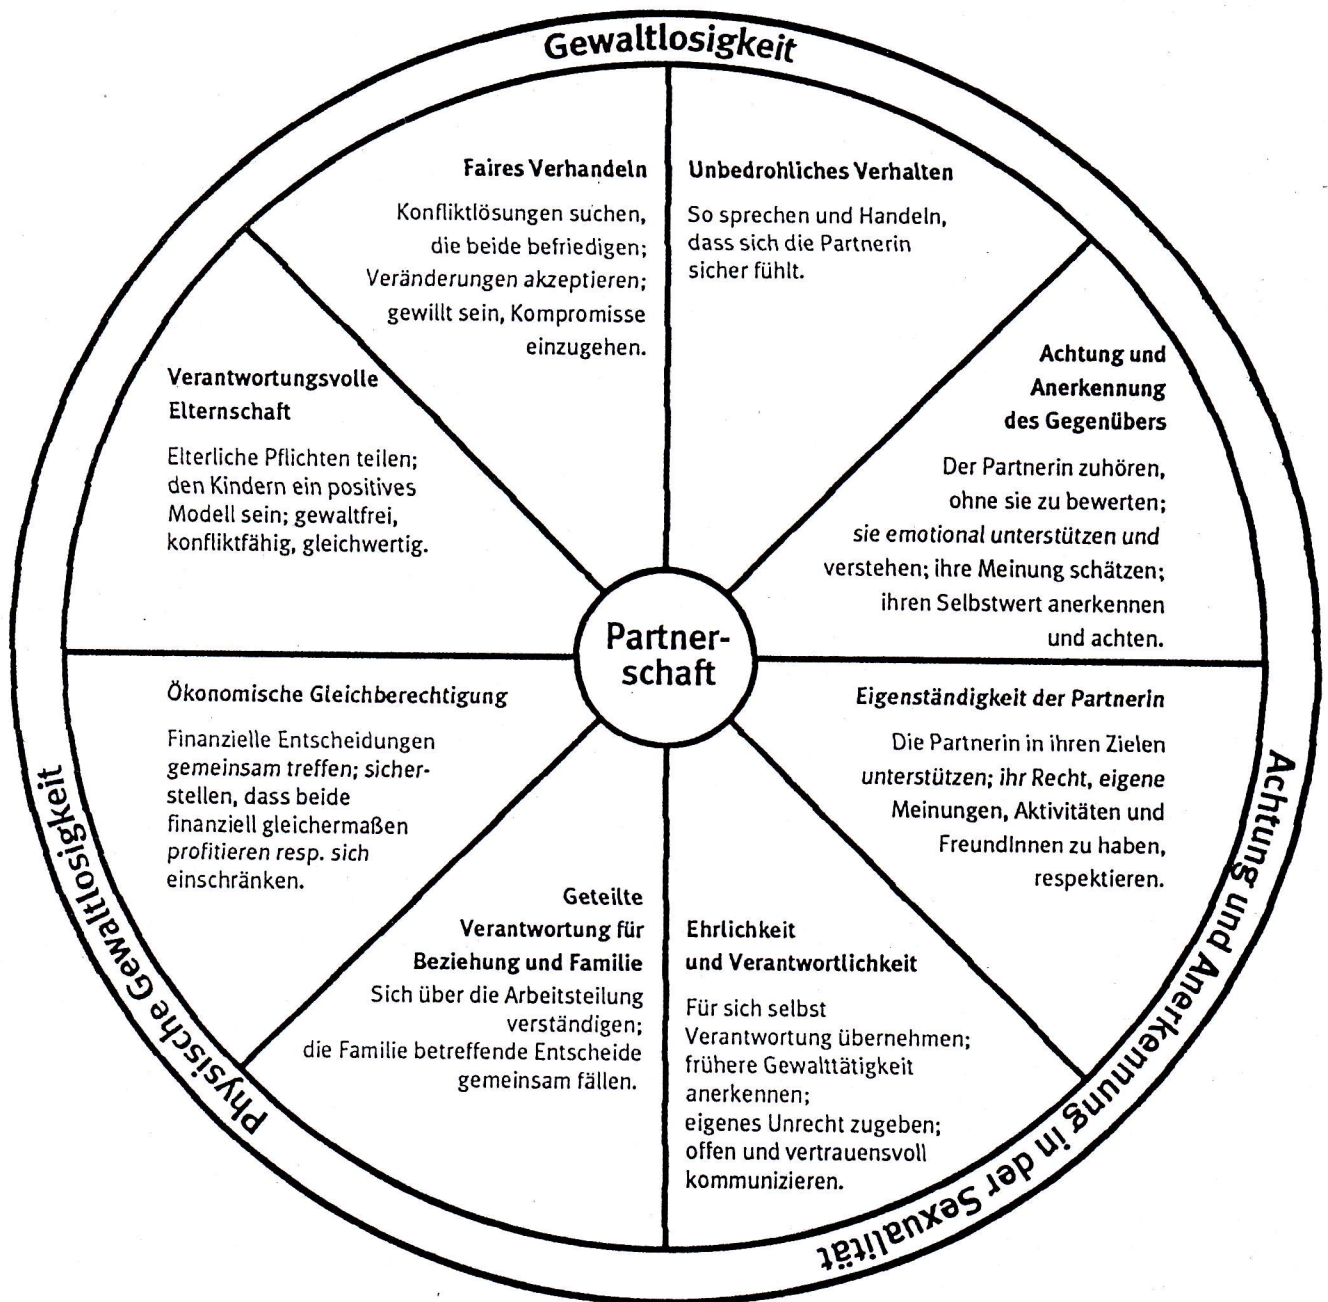 Gewaltlosigkeit
Faires Verhandeln
Konfliktlösungen suchen,
die beide befriedigen;
Veränderungen akzeptieren;
gewillt sein, Kompromisse
einzugehen.
Unbedrohliches Verhalten
So sprechen und Handeln,
dass sich die Partnerin
sicher fühlt.
Achtung und
Anerkennung
des Gegenübers
Der Partnerin zuhören,
ohne sie zu bewerten;
sie emotional unterstützen und
verstehen; ihre Meinung schätzen;
ihren Selbstwert anerkennen
und achten.
Verantwortungsvolle
Elternschaft
Elterliche Pflichten teilen;
den Kindern ein positives
Modell sein; gewaltfrei,
konfliktfähig, gleichwertig.
Partner-
schaft
Ökonomische Gleichberechtigung
Finanzielle Entscheidungen
gemeinsam treffen; sicher-
stellen, dass beide
finanziell gleichermaßen
profitieren resp. sich
einschränken.
Eigenständigkeit der Partnerin
Die Partnerin in ihren Zielen
unterstützen; ihr Recht, eigene
Meinungen, Aktivitäten und
FreundInnen zu haben,
respektieren.
Geteilte
Verantwortung für
Beziehung und Familie
Sich über die Arbeitsteilung
verständigen;
die Familie betreffende Entscheide
gemeinsam fällen.
Ehrlichkeit
und Verantwortlichkeit
Für sich selbst
Verantwortung übernehmen;
frühere Gewalttätigkeit
anerkennen;
eigenes Unrecht zugeben;
offen und vertrauensvoll
kommunizieren.
Physische Gewaltlosigkeit
Achtung und Anerkennung in der Sexualität